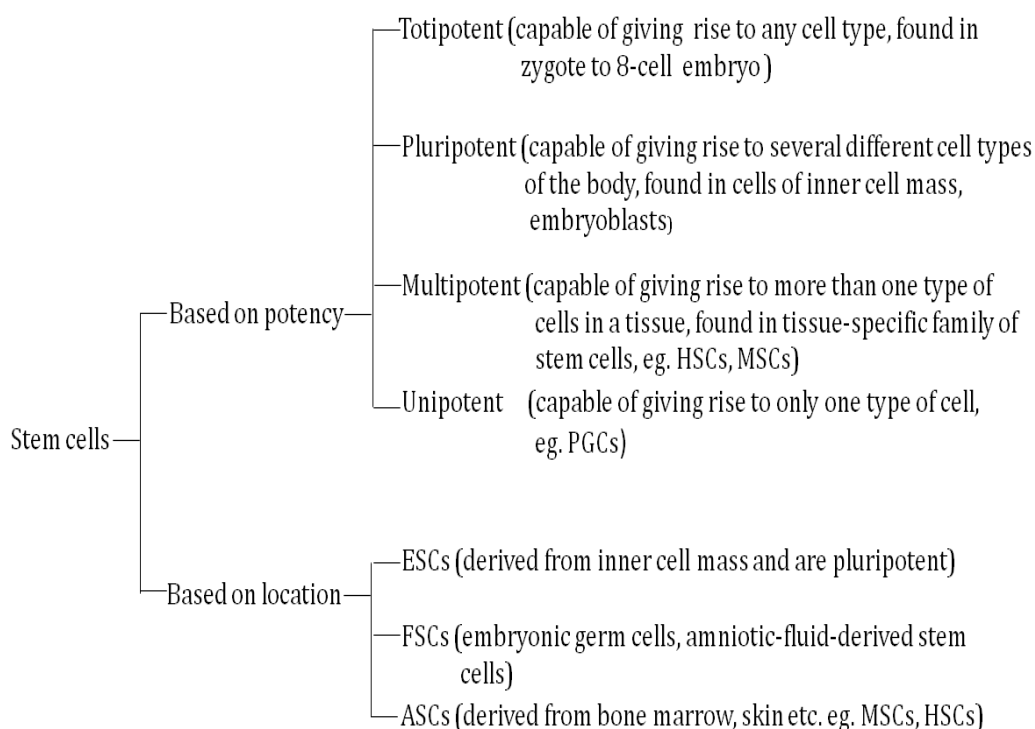 Totipotent (capable of giving rise to any cell type, found in
zygote to 8-cell embryo )
Pluripotent (capable of giving rise to several different cell types
of the body, found in cells of inner cell mass,
embryoblasts)
Multipotent (capable of giving rise to more than one type of
cells in a tissue, found in tissue-specific family of
stem cells, eg. HSCs, MSCs)
Based on potency
Unipotent (capable of giving rise to only one type of cell,
eg. PGCs)
Stem cells
ESCs (derived from inner cell mass and are pluripotent)
Based on location
FSCs (embryonic germ cells, amniotic-fluid-derived stem
cells)
ASCs (derived from bone marrow, skin etc. eg. MSCs, HSCs)